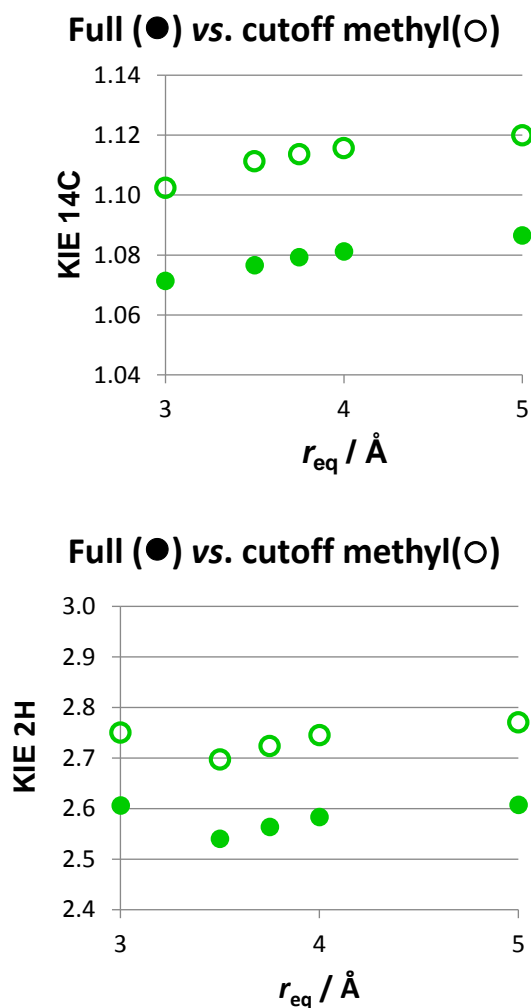 Full (●) vs. cutoff methyl(○)
1.14
1.12
1.10
1.08
1.06
1.04
KIE 14C
3 4 5
req / Å
Full (●) vs. cutoff methyl(○)
3.0
2.9
2.8
2.7
2.6
2.5
2.4
KIE 2H
3 4 5
req / Å